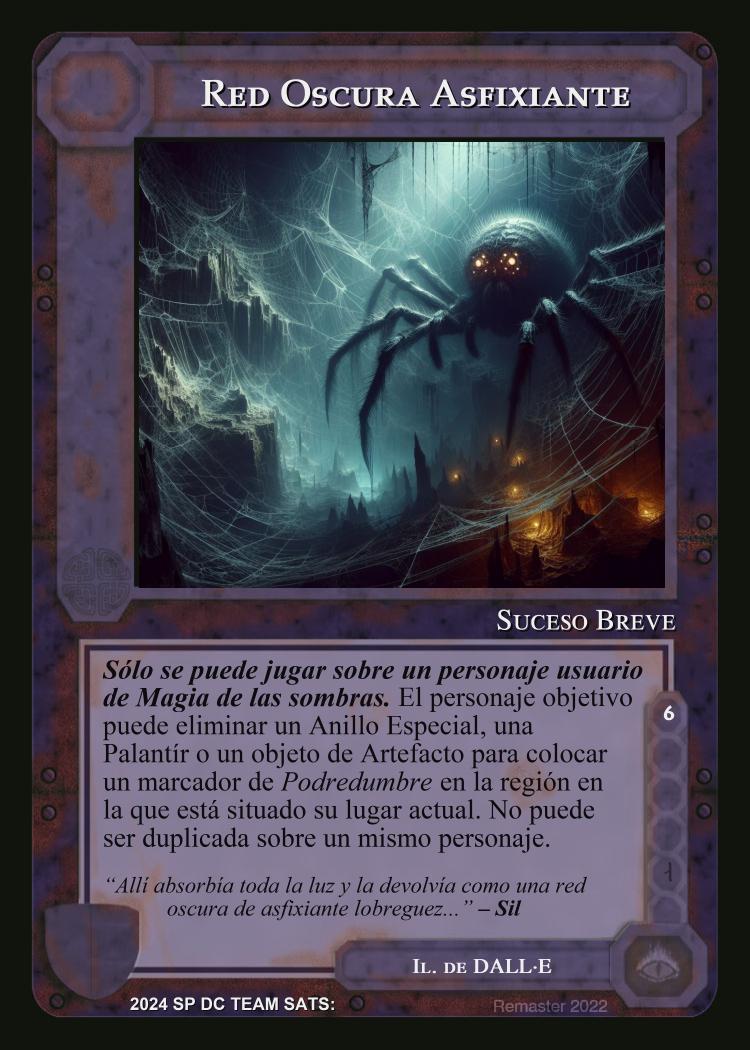 Red Oscura Asfixiante
Suceso Breve
Sólo se puede jugar sobre un personaje usuario
de Magia de las sombras. El personaje objetivo
puede eliminar un Anillo Especial, una
Palantír o un objeto de Artefacto para colocar
un marcador de Podredumbre en la región en
la que está situado su lugar actual. No puede
ser duplicada sobre un mismo personaje.
6
“Allí absorbía toda la luz y la devolvía como una red
oscura de asfixiante lobreguez...” – Sil
Il. de DALL·E
2024 SP DC TEAM SATS:
Remaster 2022